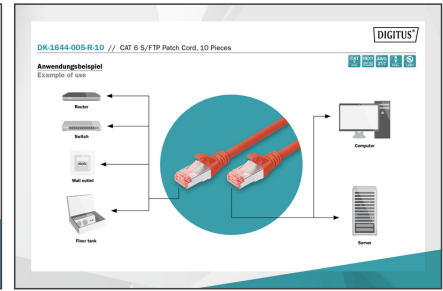 DIGITUS®
DK-1644-005-R-10 // CAT 6 S/FTP Patch Cord, 10 Pieces
Anwendungsbeispiel
Example of use
Router
Switch
Wall outlet
Floor tank
Computer
Server